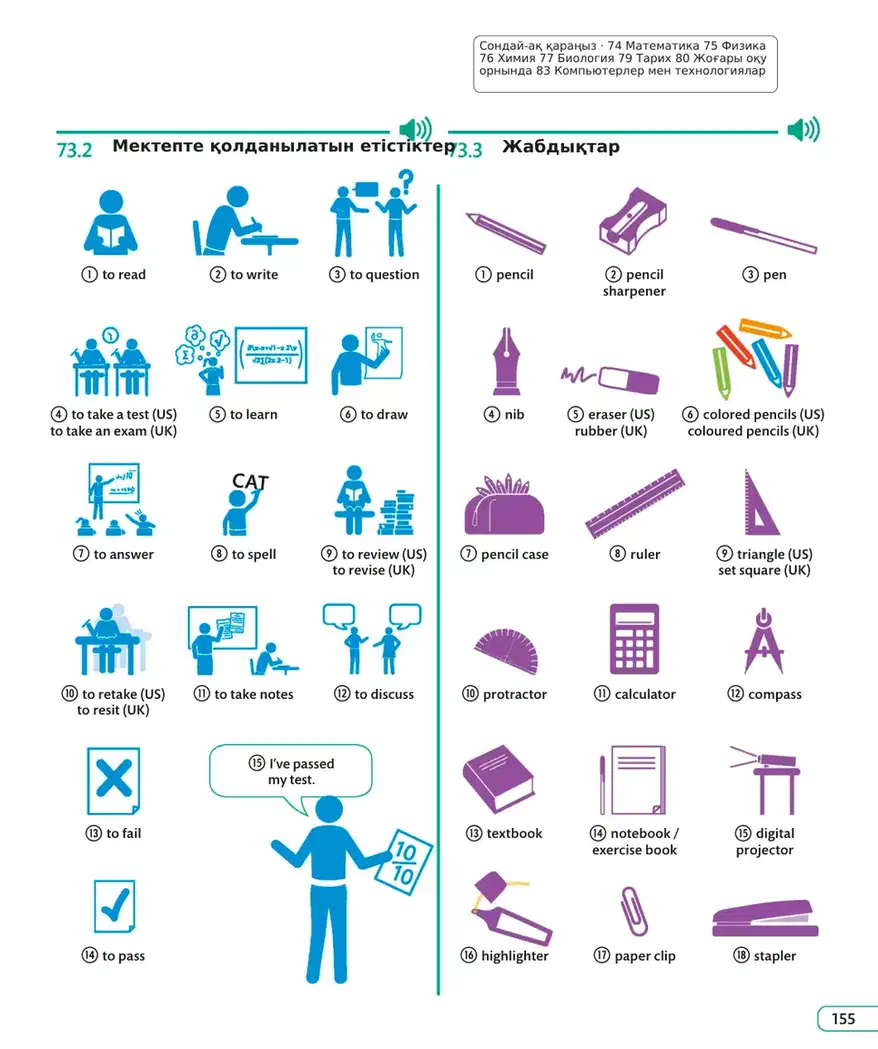 Сондай-ақ қараңыз · 74 Математика 75 Физика
76 Химия 77 Биология 79 Тарих 80 Жоғары оқу
орнында 83 Компьютерлер мен технологиялар
73.2 Мектепте қолданылатын етістіктер
1 to read
2 to write
3 to question
4 to take a test (US)
to take an exam (UK)
5 to learn
6 to draw
CAT
7 to answer
8 to spell
9 to review (US)
to revise (UK)
10 to retake (US)
to resit (UK)
11 to take notes
12 to discuss
13 to fail
15 I've passed
my test.
10
10
14 to pass
73.3 Жабдықтар
1 pencil
2 pencil
sharpener
3 pen
4 nib
5 eraser (US)
rubber (UK)
6 colored pencils (US)
coloured pencils (UK)
7 pencil case
8 ruler
9 triangle (US)
set square (UK)
10 protractor
11 calculator
12 compass
13 textbook
14 notebook /
exercise book
15 digital
projector
16 highlighter
17 paper clip
18 stapler
155